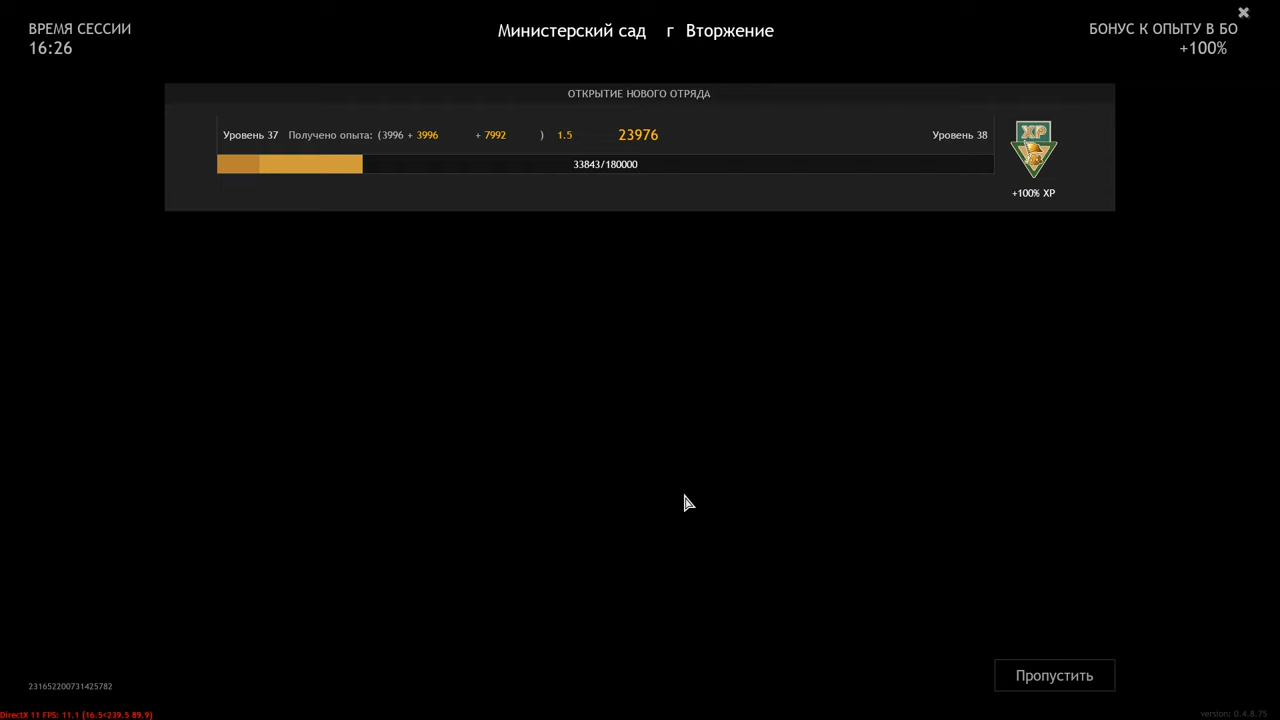 ВРЕМЯ СЕССИИ
16:26
Министерский сад г Вторжение
БОНУС К ОПЫТУ В БО
+100%
ОТКРЫТИЕ НОВОГО ОТРЯДА
Уровень 37 Получено опыта: (3996 + 3996 + 7992 ) 1.5 23976
Уровень 38
33843/180000
XP
+100% XP
Пропустить
231652200731425782
DirectX 11 FPS: 11.1 (16.5<239.5 89.9)
version: 0.4.8.75